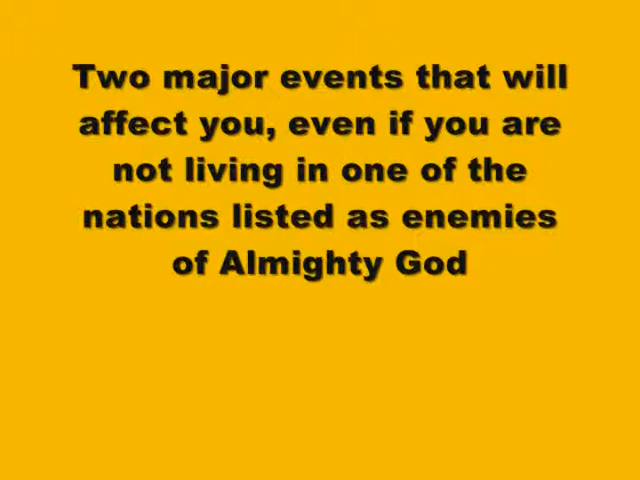 Two major events that will
affect you, even if you are
not living in one of the
nations listed as enemies
of Almighty God